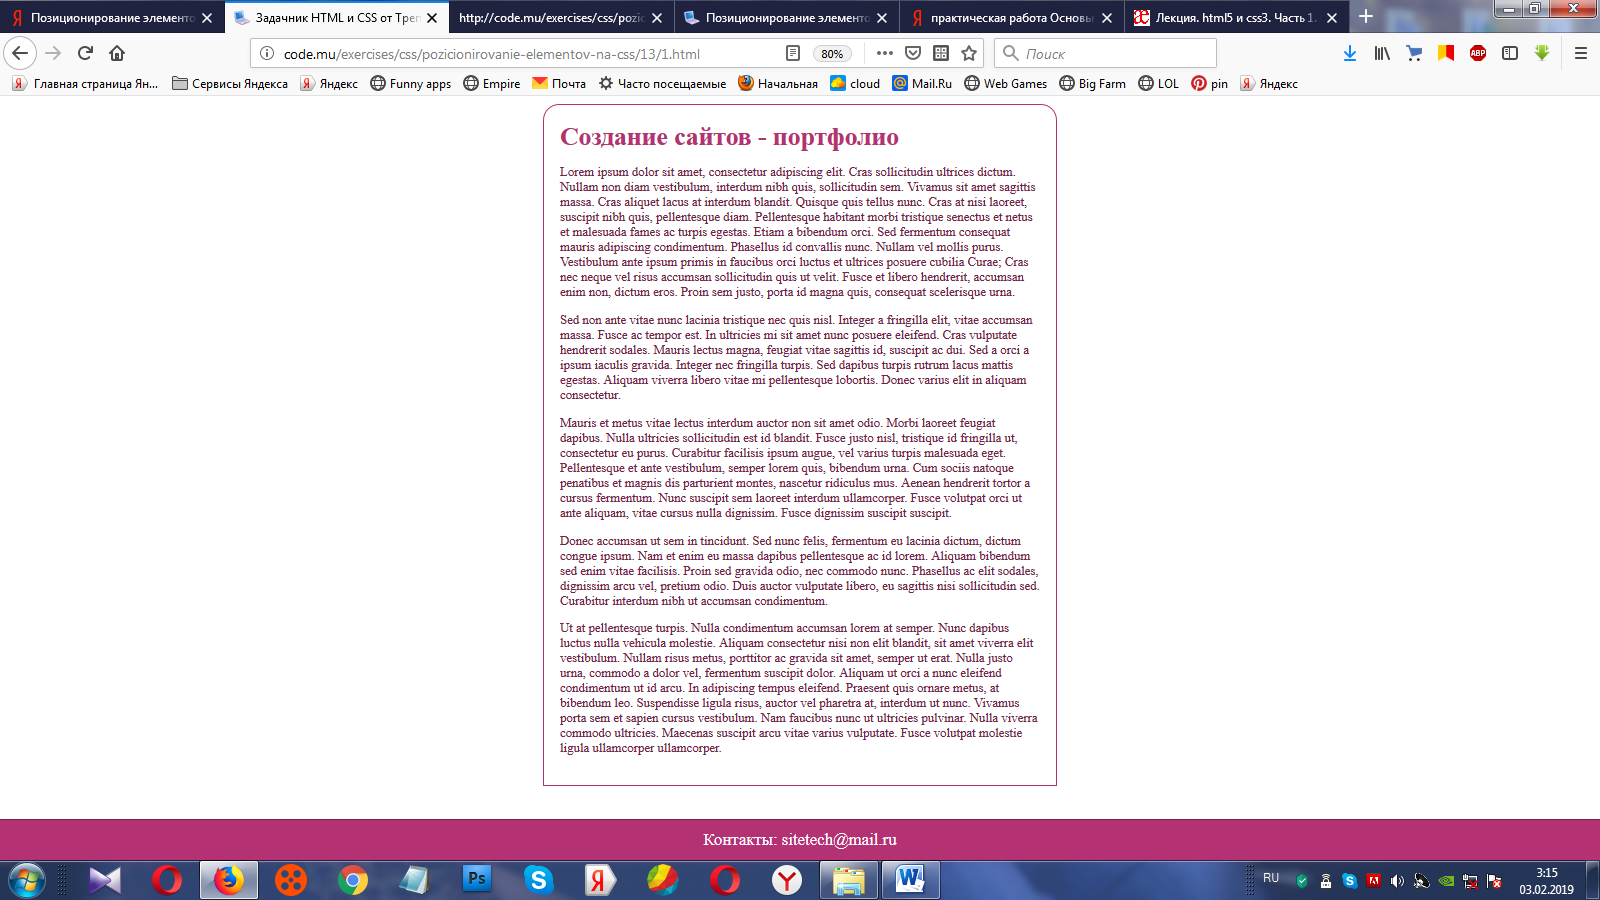 Позиционирование элементо
Задачник HTML и CSS от Треп
http://code.mu/exercises/css/pozic
Позиционирование элементо
практическая работа Основы
Лекция. html5 и css3. Часть 1.
code.mu/exercises/css/pozicionirovanie-elementov-na-css/13/1.html
80%
Поиск
Главная страница Ян...
Сервисы Яндекса
Яндекс
Funny apps
Empire
Почта
Часто посещаемые
Начальная
cloud
Mail.Ru
Web Games
Big Farm
LOL
pin
Яндекс
Создание сайтов - портфолио
Lorem ipsum dolor sit amet, consectetur adipiscing elit. Cras sollicitudin ultrices dictum.
Nullam non diam vestibulum, interdum nibh quis, sollicitudin sem. Vivamus sit amet sagittis
massa. Cras aliquet lacus at interdum blandit. Quisque quis tellus nunc. Cras at nisi laoreet,
suscipit nibh quis, pellentesque diam. Pellentesque habitant morbi tristique senectus et netus
et malesuada fames ac turpis egestas. Etiam a bibendum orci. Sed fermentum consequat
mauris adipiscing condimentum. Phasellus id convallis nunc. Nullam vel mollis purus.
Vestibulum ante ipsum primis in faucibus orci luctus et ultrices posuere cubilia Curae; Cras
nec neque vel risus accumsan sollicitudin quis ut velit. Fusce et libero hendrerit, accumsan
enim non, dictum eros. Proin sem justo, porta id magna quis, consequat scelerisque urna.
Sed non ante vitae nunc lacinia tristique nec quis nisl. Integer a fringilla elit, vitae accumsan
massa. Fusce ac tempor est. In ultricies mi sit amet nunc posuere eleifend. Cras vulputate
hendrerit sodales. Mauris lectus magna, feugiat vitae sagittis id, suscipit ac dui. Sed a orci a
ipsum iaculis gravida. Integer nec fringilla turpis. Sed dapibus turpis rutrum lacus mattis
egestas. Aliquam viverra libero vitae mi pellentesque lobortis. Donec varius elit in aliquam
consectetur.
Mauris et metus vitae lectus interdum auctor non sit amet odio. Morbi laoreet feugiat
dapibus. Nulla ultricies sollicitudin est id blandit. Fusce justo nisl, tristique id fringilla ut,
consectetur eu purus. Curabitur facilisis ipsum augue, vel varius turpis malesuada eget.
Pellentesque et ante vestibulum, semper lorem quis, bibendum urna. Cum sociis natoque
penatibus et magnis dis parturient montes, nascetur ridiculus mus. Aenean hendrerit tortor a
cursus fermentum. Nunc suscipit sem laoreet interdum ullamcorper. Fusce volutpat orci ut
ante aliquam, vitae cursus nulla dignissim. Fusce dignissim suscipit suscipit.
Donec accumsan ut sem in tincidunt. Sed nunc felis, fermentum eu lacinia dictum, dictum
congue ipsum. Nam et enim eu massa dapibus pellentesque ac id lorem. Aliquam bibendum
sed enim vitae facilisis. Proin sed gravida odio, nec commodo nunc. Phasellus ac elit sodales,
dignissim arcu vel, pretium odio. Duis auctor vulputate libero, eu sagittis nisi sollicitudin sed.
Curabitur interdum nibh ut accumsan condimentum.
Ut at pellentesque turpis. Nulla condimentum accumsan lorem at semper. Nunc dapibus
luctus nulla vehicula molestie. Aliquam consectetur nisi non elit blandit, sit amet viverra elit
vestibulum. Nullam risus metus, porttitor ac gravida sit amet, semper ut erat. Nulla justo
urna, commodo a dolor vel, fermentum suscipit dolor. Aliquam ut orci a nunc eleifend
condimentum ut id arcu. In adipiscing tempus eleifend. Praesent quis ornare metus, at
bibendum leo. Suspendisse ligula risus, auctor vel pharetra at, interdum ut nunc. Vivamus
porta sem et sapien cursus vestibulum. Nam faucibus nunc ut ultricies pulvinar. Nulla viverra
commodo ultricies. Maecenas suscipit arcu vitae varius vulputate. Fusce volutpat molestie
ligula ullamcorper ullamcorper.
Контакты: sitetech@mail.ru
RU
3:15
03.02.2019